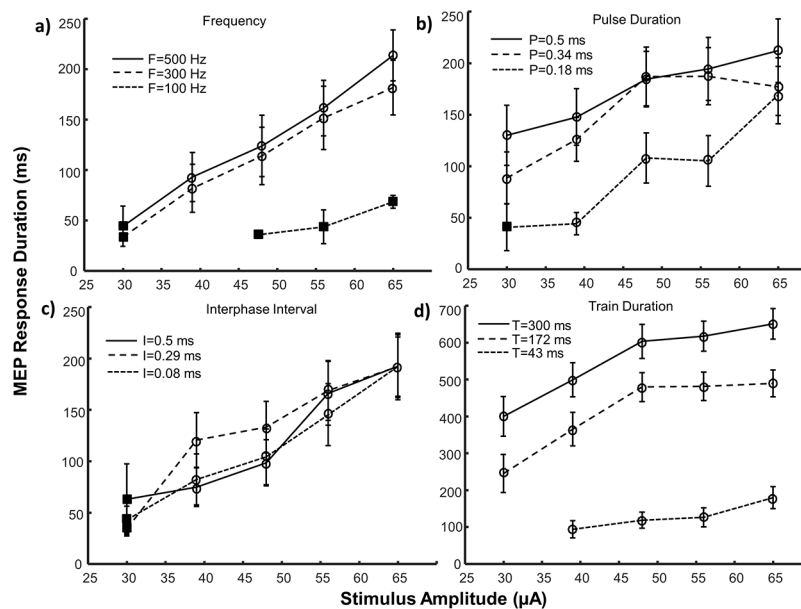 a)
Frequency
F=500 Hz
F=300 Hz
F=100 Hz
250
200
150
100
50
0
25 30 35 40 45 50 55 60 65
b)
Pulse Duration
P=0.5 ms
P=0.34 ms
P=0.18 ms
250
200
150
100
50
0
25 30 35 40 45 50 55 60 65
c)
Interphase Interval
I=0.5 ms
I=0.29 ms
I=0.08 ms
250
200
150
100
50
0
25 30 35 40 45 50 55 60 65
d)
Train Duration
T=300 ms
T=172 ms
T=43 ms
700
600
500
400
300
200
100
0
25 30 35 40 45 50 55 60 65
MEP Response Duration (ms)
Stimulus Amplitude (µA)